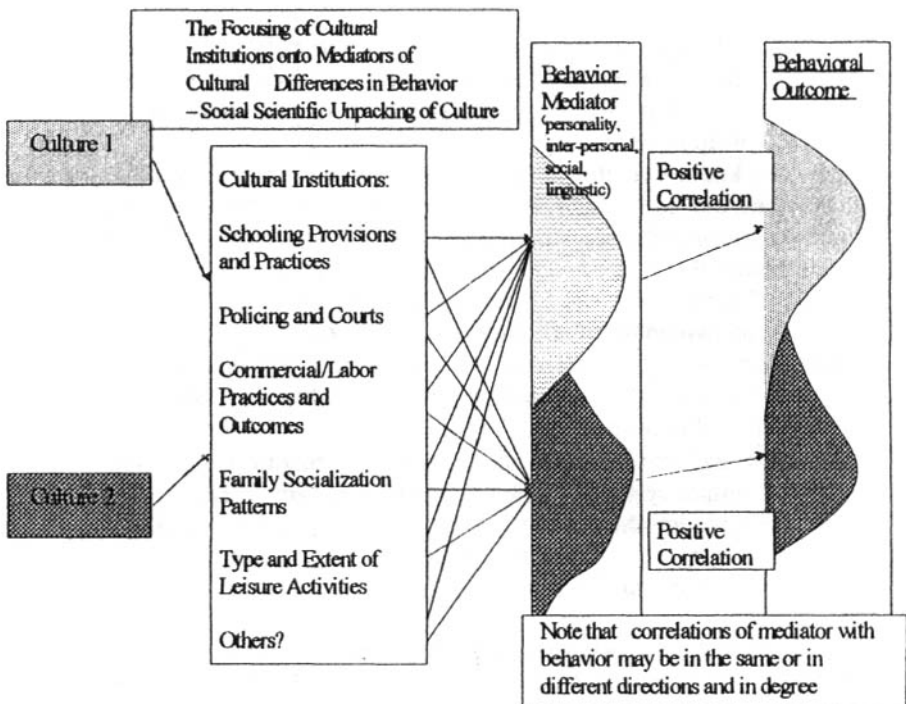 The Focusing of Cultural
Institutions onto Mediators of
Cultural Differences in Behavior
– Social Scientific Unpacking of Culture
Culture 1
Culture 2
Cultural Institutions:
Schooling Provisions
and Practices
Policing and Courts
Commercial/Labor
Practices and
Outcomes
Family Socialization
Patterns
Type and Extent of
Leisure Activities
Others?
Behavior
Mediator
(personality,
inter-personal,
social,
linguistic)
Positive
Correlation
Positive
Correlation
Behavioral
Outcome
Note that correlations of mediator with
behavior may be in the same or in
different directions and in degree